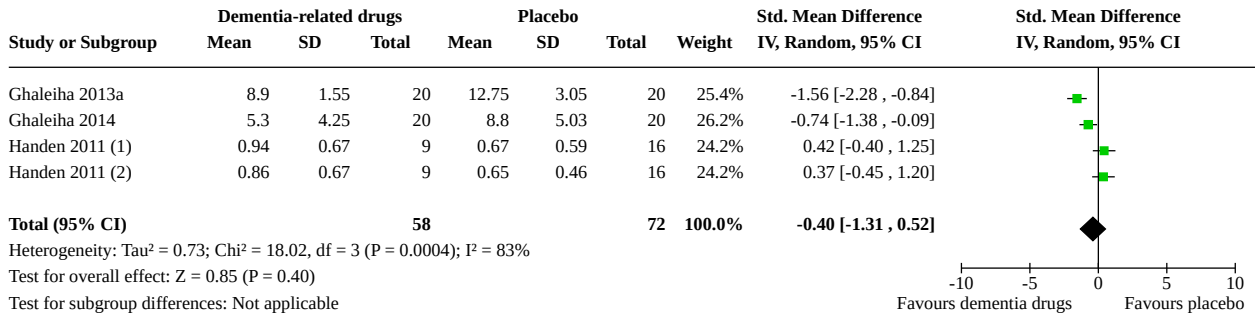 Dementia-related drugs Placebo Std. Mean Difference Std. Mean Difference
Study or Subgroup Mean SD Total Mean SD Total Weight IV, Random, 95% CI IV, Random, 95% CI
Ghaleiha 2013a 8.9 1.55 20 12.75 3.05 20 25.4% -1.56 [-2.28 , -0.84]
Ghaleiha 2014 5.3 4.25 20 8.8 5.03 20 26.2% -0.74 [-1.38 , -0.09]
Handen 2011 (1) 0.94 0.67 9 0.67 0.59 16 24.2% 0.42 [-0.40 , 1.25]
Handen 2011 (2) 0.86 0.67 9 0.65 0.46 16 24.2% 0.37 [-0.45 , 1.20]
Total (95% CI) 58 72 100.0% -0.40 [-1.31 , 0.52]
Heterogeneity: Tau² = 0.73; Chi² = 18.02, df = 3 (P = 0.0004); I² = 83%
Test for overall effect: Z = 0.85 (P = 0.40) -10 -5 0 5 10
Test for subgroup differences: Not applicable Favours dementia drugs Favours placebo